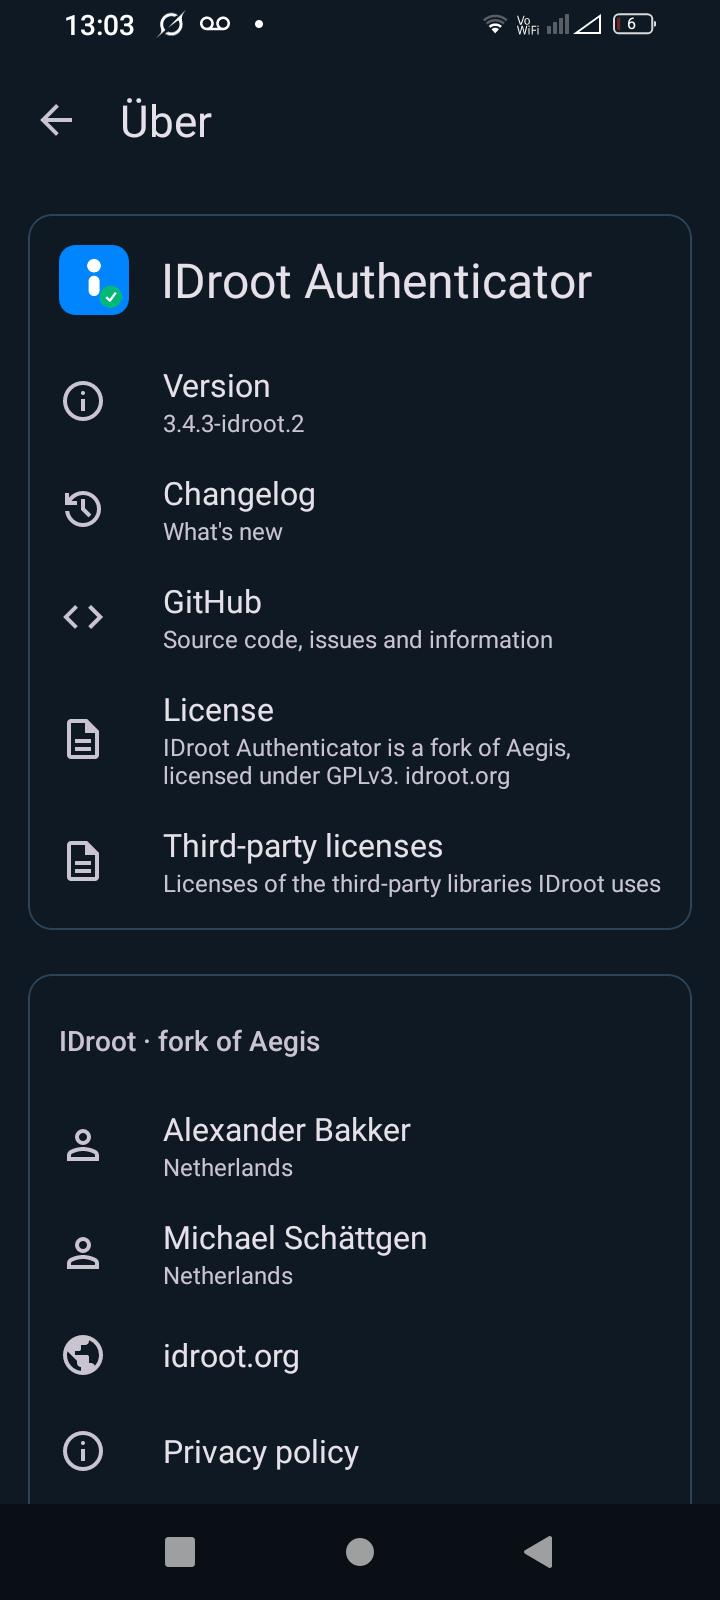 13:03
Vo
WiFi
6
Über
IDroot Authenticator
Version
3.4.3-idroot.2
Changelog
What's new
GitHub
Source code, issues and information
License
IDroot Authenticator is a fork of Aegis,
licensed under GPLv3. idroot.org
Third-party licenses
Licenses of the third-party libraries IDroot uses
IDroot · fork of Aegis
Alexander Bakker
Netherlands
Michael Schättgen
Netherlands
idroot.org
Privacy policy